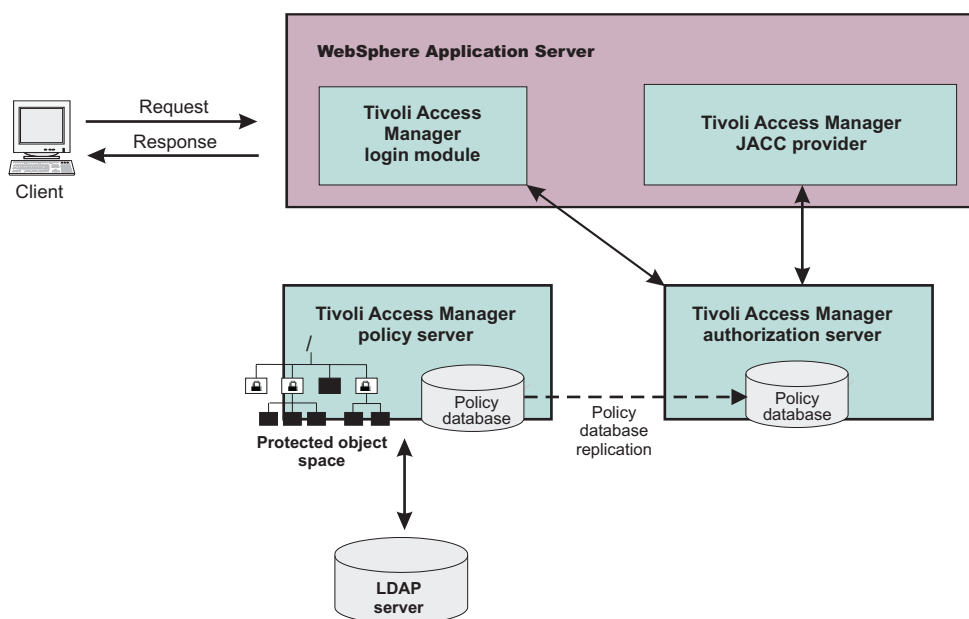 WebSphere Application Server
Tivoli Access
Manager
login module
Tivoli Access Manager
JACC provider
Request
Response
Client
Tivoli Access Manager
policy server
/
Policy
database
Protected object
space
Policy
database
replication
Tivoli Access Manager
authorization server
Policy
database
LDAP
server